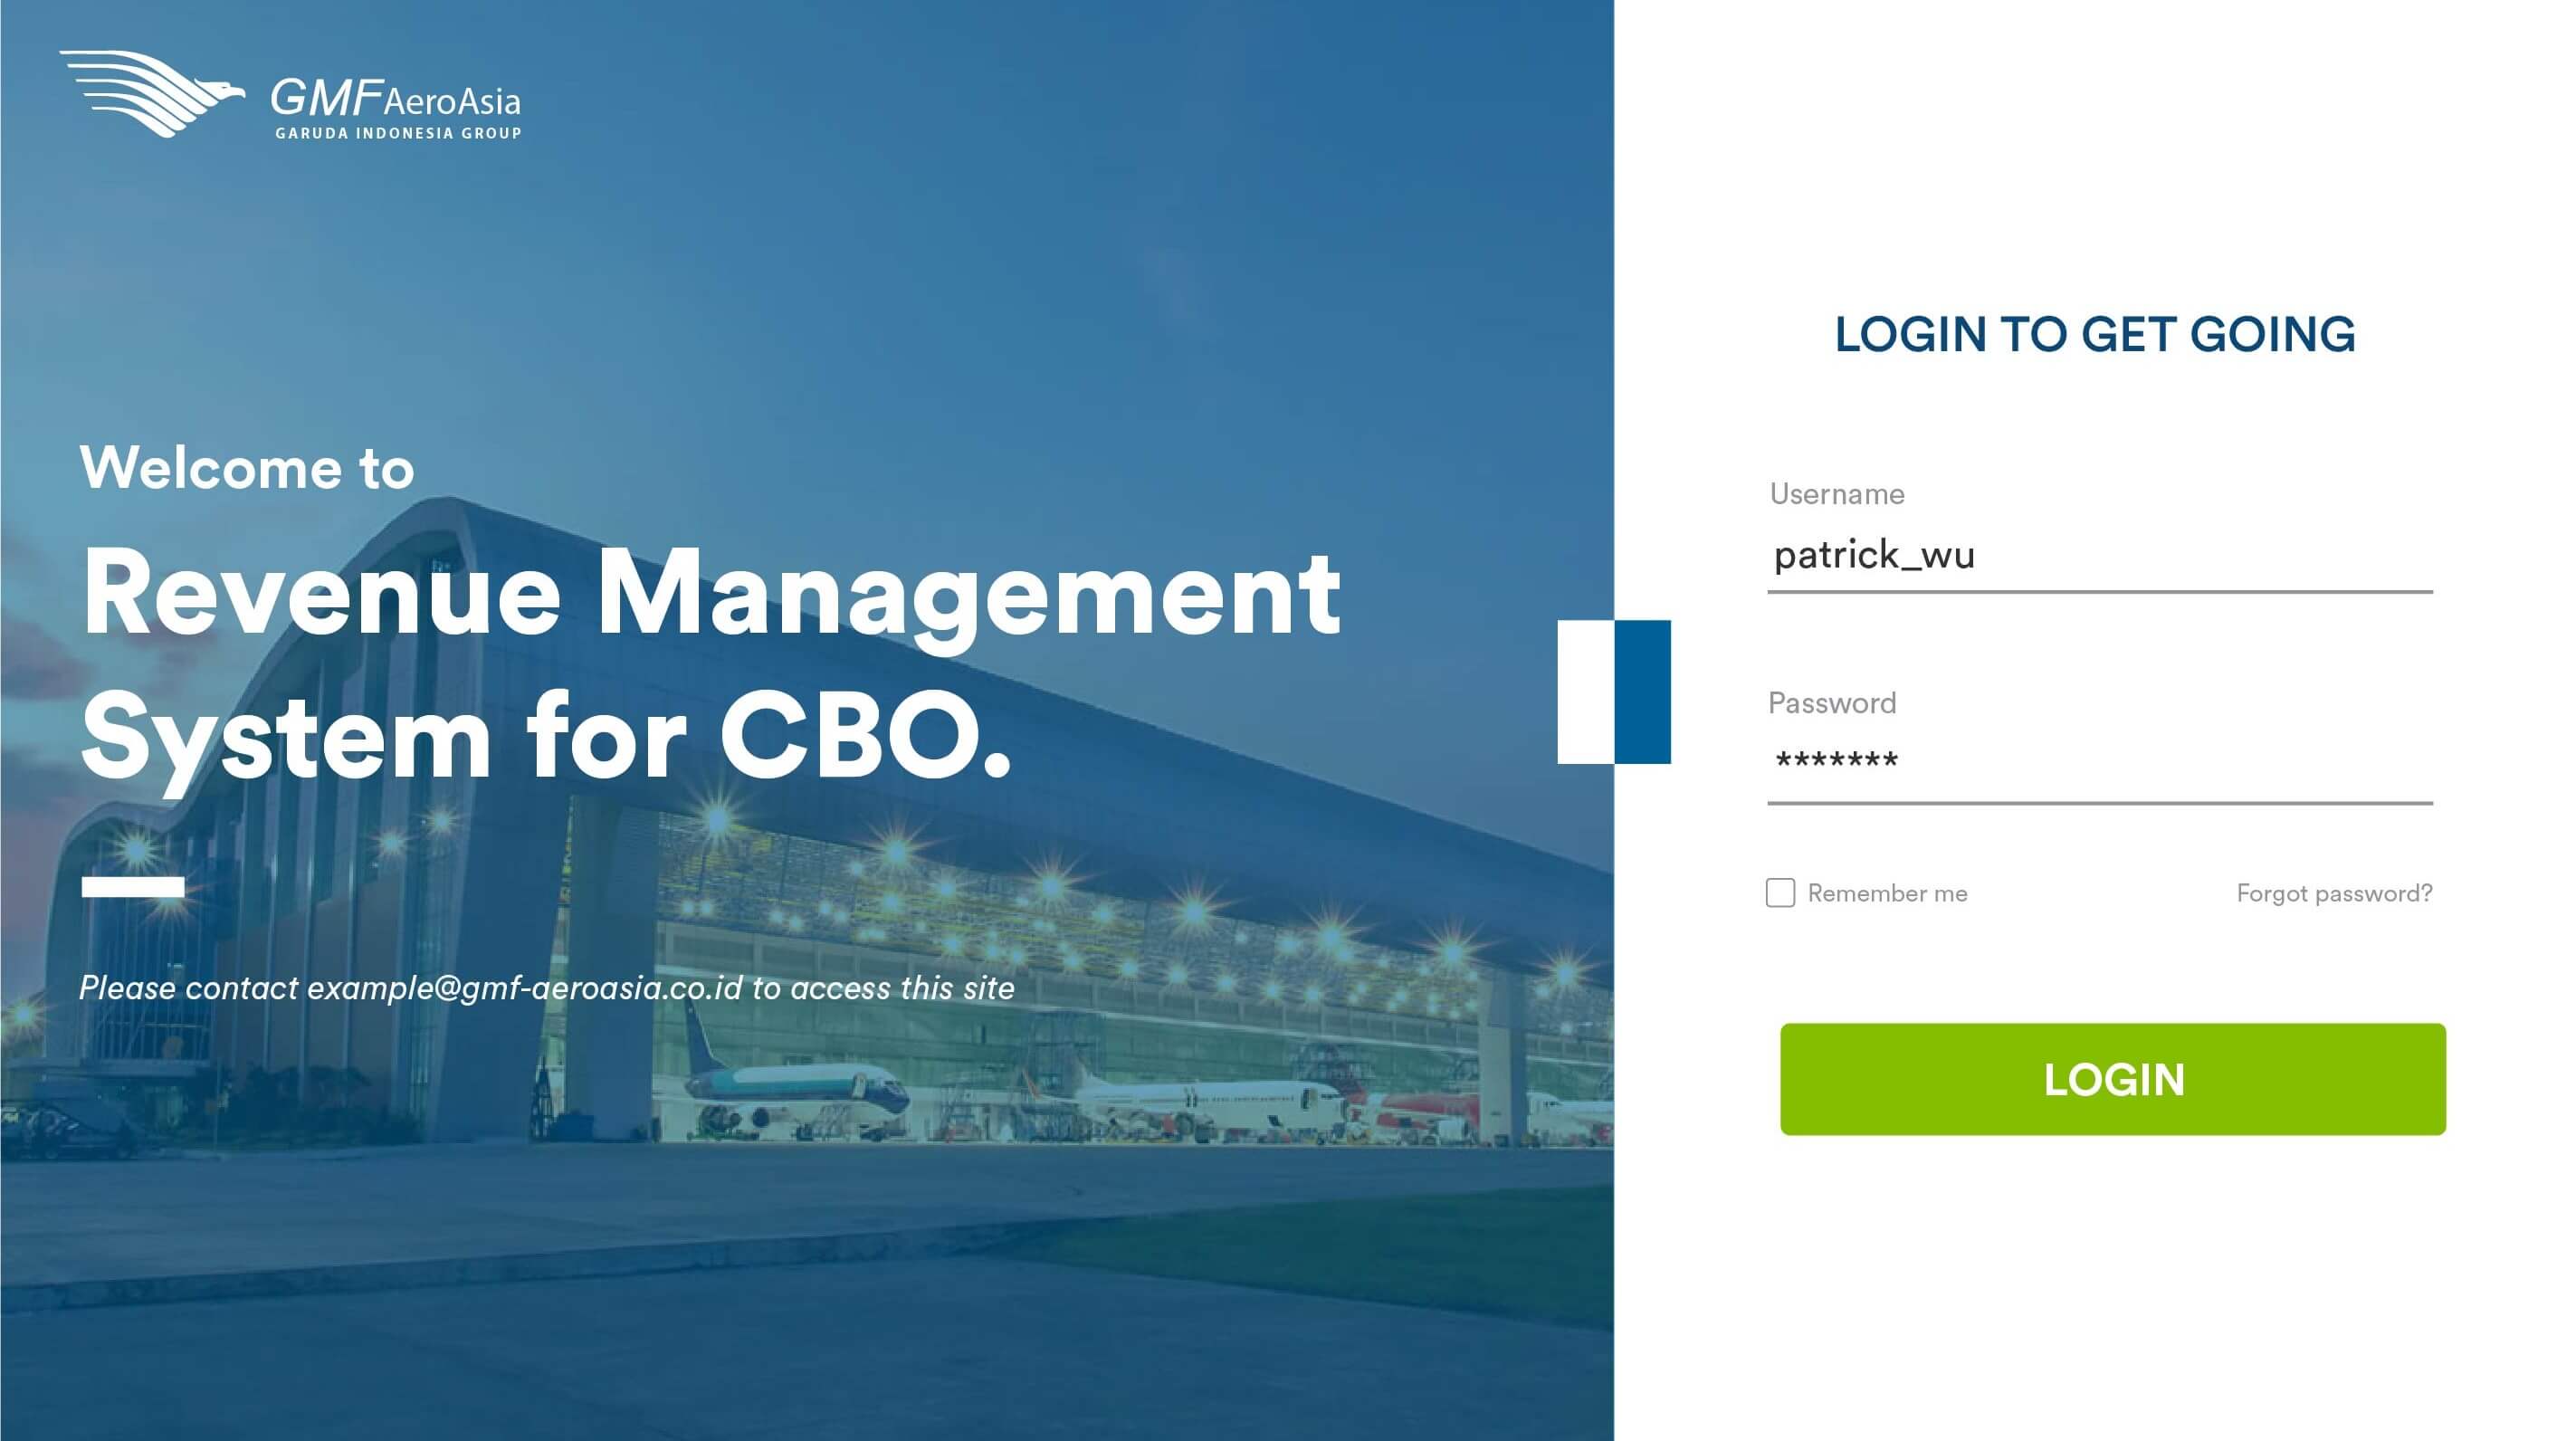 GMF AeroAsia
GARUDA INDONESIA GROUP
Welcome to
Revenue Management
System for CBO.
Please contact example@gmf-aeroasia.co.id to access this site
LOGIN TO GET GOING
Username
patrick_wu
Password
*******
Remember me
Forgot password?
LOGIN